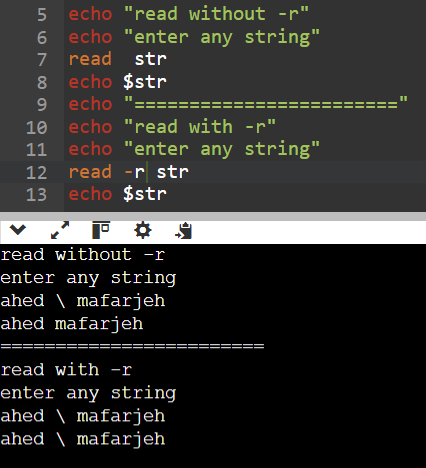 5 echo "read without -r"
6 echo "enter any string"
7 read  str
8 echo $str
9 echo "========================"
10 echo "read with -r"
11 echo "enter any string"
12 read -r str
13 echo $str
read without -r
enter any string
ahed \ mafarjeh
ahed mafarjeh
========================
read with -r
enter any string
ahed \ mafarjeh
ahed \ mafarjeh